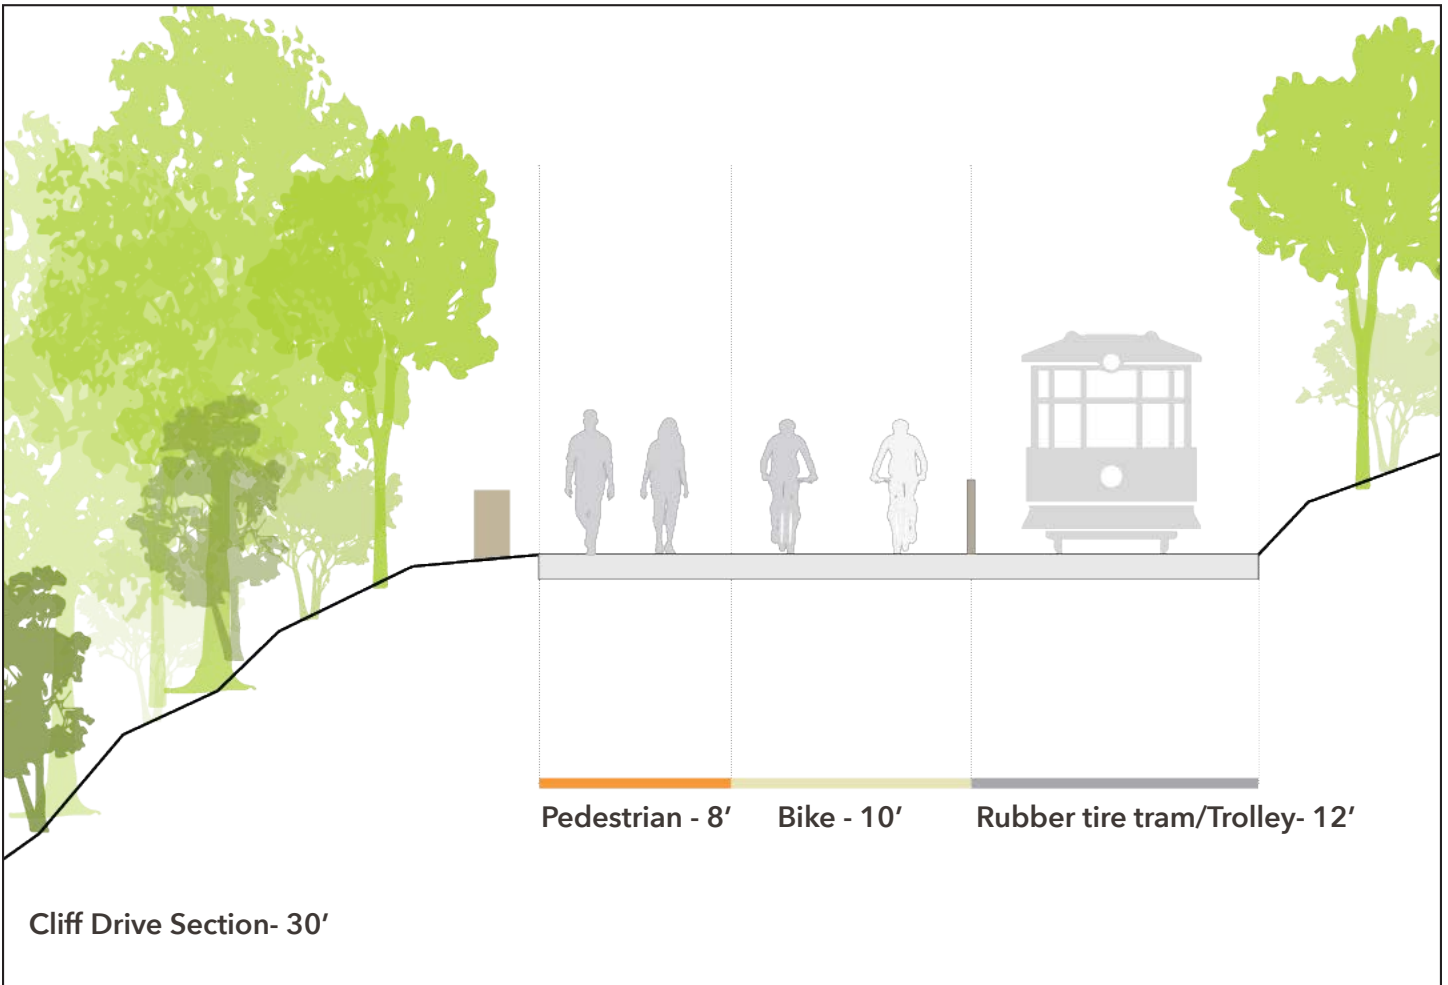 Pedestrian - 8’ Bike - 10’ Rubber tire tram/Trolley- 12’
Cliff Drive Section- 30’